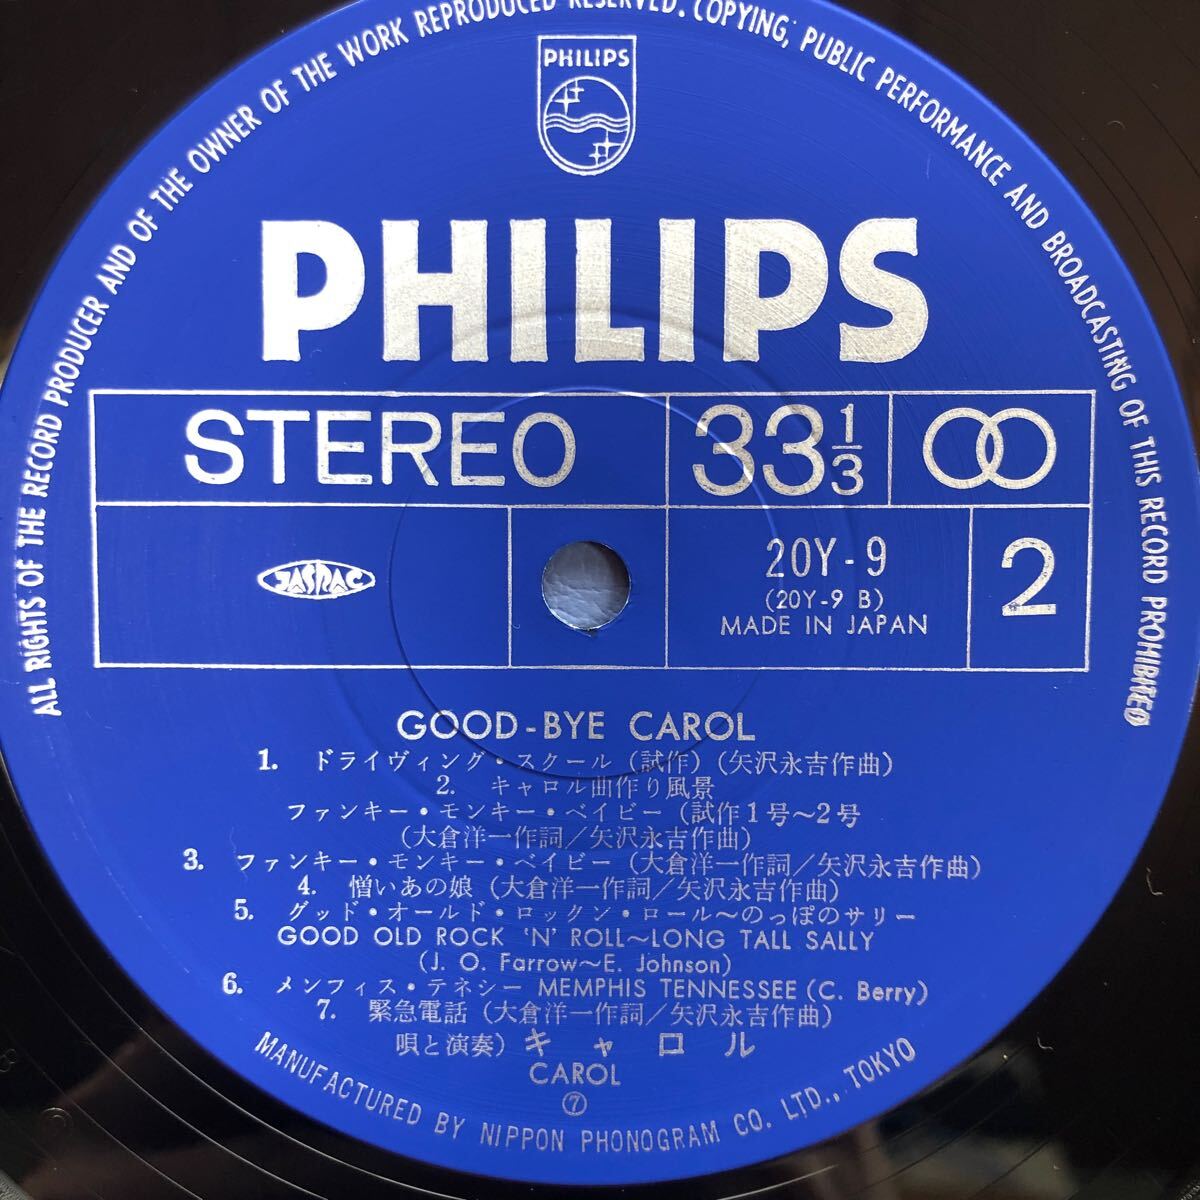 ALL RIGHTS OF THE RECORD PRODUCER AND OF THE OWNER OF THE WORK REPRODUCED RESERVED. COPYING, PUBLIC PERFORMANCE AND BROADCASTING OF THIS RECORD PROHIBITED
PHILIPS
PHILIPS
STEREO 33 1/3
JASRAC
20Y-9
(20Y-9 B)
MADE IN JAPAN
2
GOOD-BYE CAROL
1. ドライヴィング・スクール (試作) (矢沢永吉作曲)
2. キャロル曲作り風景
ファンキー・モンキー・ベイビー (試作1号～2号
(大倉洋一作詞/矢沢永吉作曲)
3. ファンキー・モンキー・ベイビー (大倉洋一作詞/矢沢永吉作曲)
4. 憎いあの娘 (大倉洋一作詞/矢沢永吉作曲)
5. グッド・オールド・ロックン・ロール～のっぽのサリー
GOOD OLD ROCK 'N' ROLL～LONG TALL SALLY
(J. O. Farrow～E. Johnson)
6. メンフィス・テネシー MEMPHIS TENNESSEE (C. Berry)
7. 緊急電話 (大倉洋一作詞/矢沢永吉作曲)
唄と演奏) キャロル
CAROL
⑦
MANUFACTURED BY NIPPON PHONOGRAM CO. LTD., TOKYO